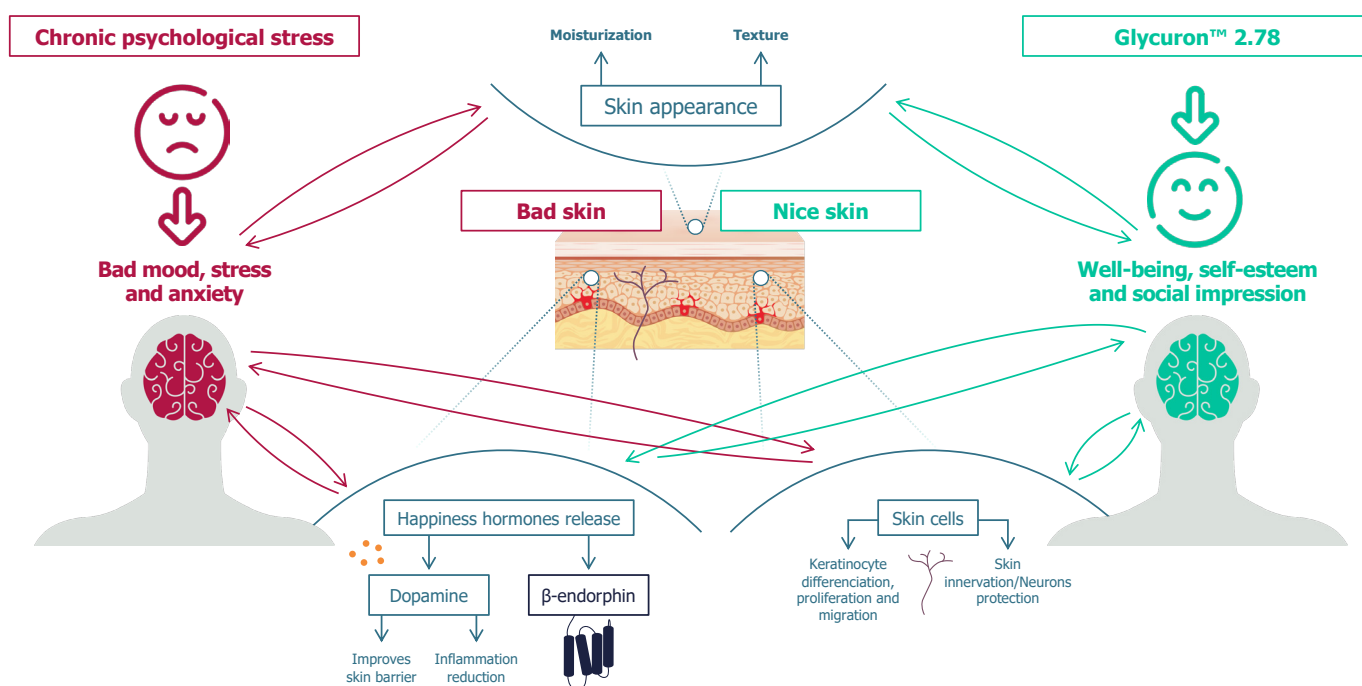 Chronic psychological stress
Moisturization
Texture
Glycuron™ 2.78
Skin appearance
Bad skin
Nice skin
Bad mood, stress
and anxiety
Well-being, self-esteem
and social impression
Happiness hormones release
Skin cells
Dopamine
β-endorphin
Keratinocyte
differenciation,
proliferation and
migration
Skin
innervation/Neurons
protection
Improves
skin barrier
Inflammation
reduction